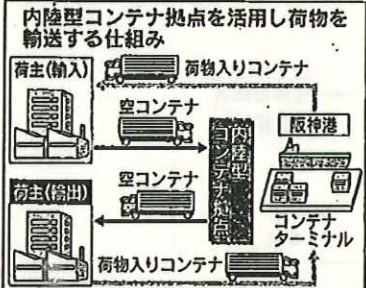 内陸型コンテナ拠点を活用し荷物を
輸送する仕組み
荷主(輸入)
荷物入りコンテナ
空コンテナ
阪神港
内陸型
コンテナ拠点
荷主(輸出)
空コンテナ
コンテナ
ターミナル
荷物入りコンテナ